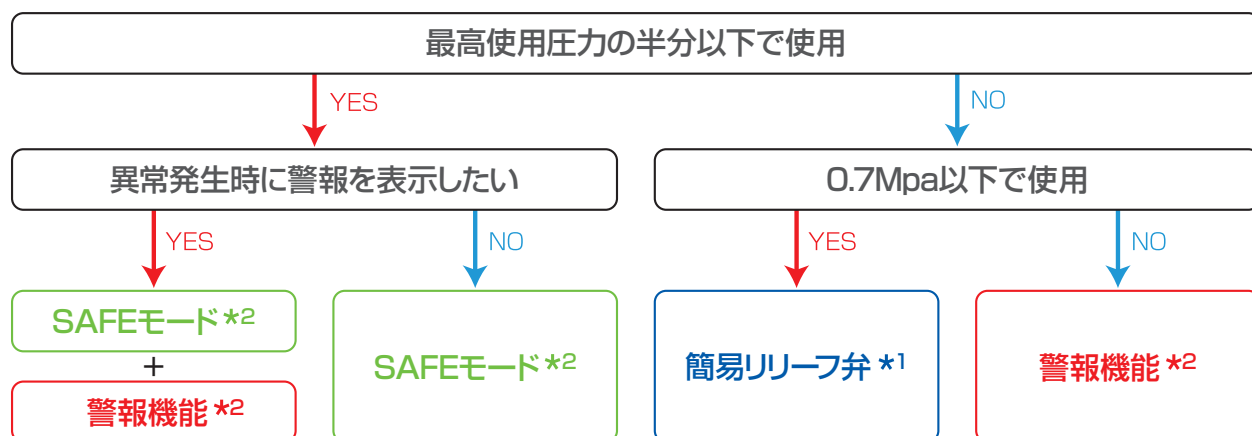 最高使用圧力の半分以下で使用
YES
NO
異常発生時に警報を表示したい
0.7Mpa以下で使用
YES
NO
YES
NO
SAFEモード*2
+
警報機能*2
SAFEモード*2
簡易リリーフ弁*1
警報機能*2